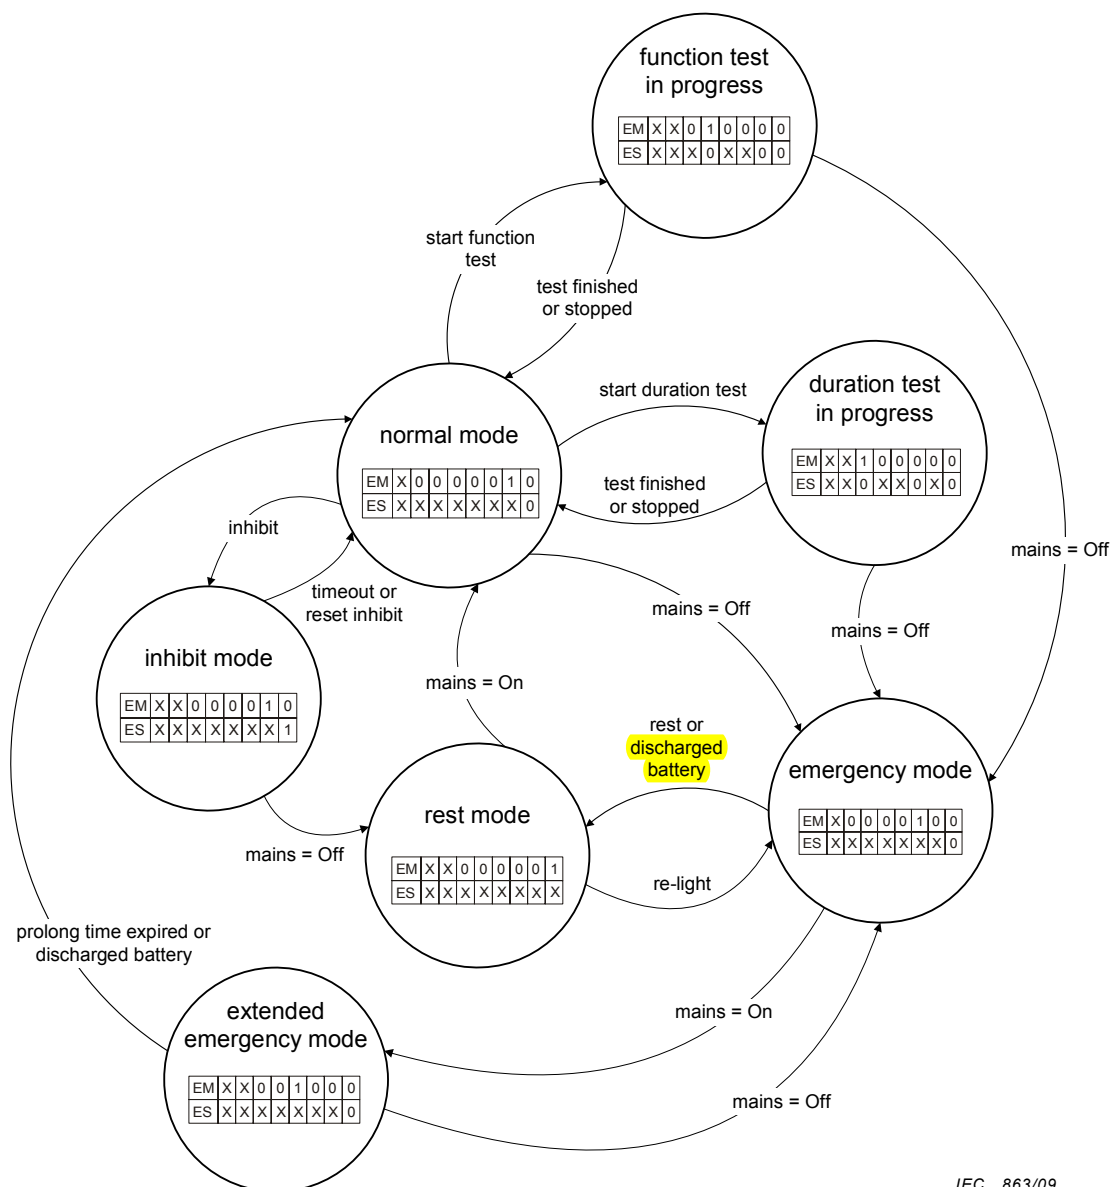 function test
in progress
EM X X 0 1 0 0 0 0
ES X X X 0 X X 0 0
start function
test
test finished
or stopped
start duration test
duration test
in progress
EM X X 1 0 0 0 0 0
ES X X 0 X X 0 X 0
normal mode
EM X 0 0 0 0 0 1 0
ES X X X X X X X 0
test finished
or stopped
inhibit
mains = Off
timeout or
reset inhibit
mains = Off
mains = Off
inhibit mode
EM X X 0 0 0 0 1 0
ES X X X X X X X 1
mains = On
rest or
discharged
battery
emergency mode
EM X 0 0 0 0 1 0 0
ES X X X X X X X 0
rest mode
EM X X 0 0 0 0 0 1
ES X X X X X X X X
mains = Off
re-light
prolong time expired or
discharged battery
extended
emergency mode
EM X X 0 0 1 0 0 0
ES X X X X X X X 0
mains = On
mains = Off
IEC 863/09